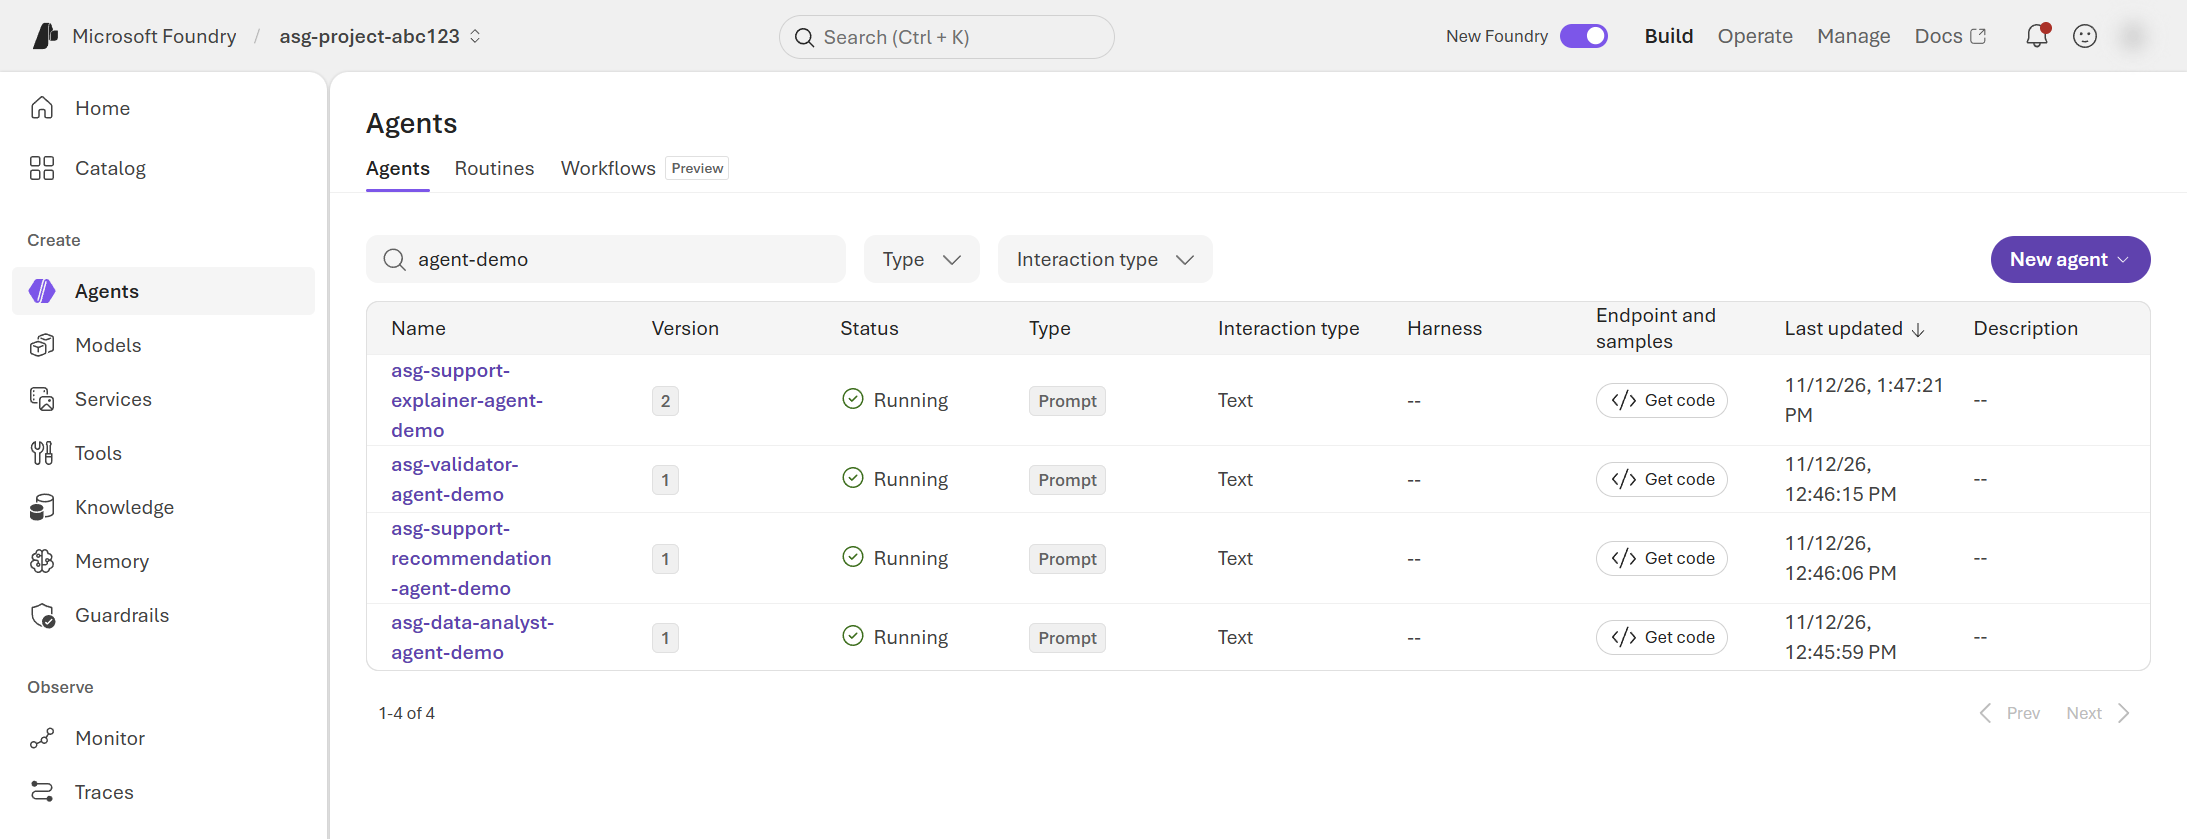 Microsoft Foundry / asg-project-abc123
Search (Ctrl + K)
New Foundry
Build
Operate
Manage
Docs
Home
Catalog
Create
Agents
Models
Services
Tools
Knowledge
Memory
Guardrails
Observe
Monitor
Traces
Agents
Agents
Routines
Workflows
Preview
agent-demo
Type
Interaction type
New agent
Name
Version
Status
Type
Interaction type
Harness
Endpoint and
samples
Last updated
Description
asg-support-
explainer-agent-
demo
2
Running
Prompt
Text
--
</> Get code
11/12/26, 1:47:21
PM
--
asg-validator-
agent-demo
1
Running
Prompt
Text
--
</> Get code
11/12/26,
12:46:15 PM
--
asg-support-
recommendation
-agent-demo
1
Running
Prompt
Text
--
</> Get code
11/12/26,
12:46:06 PM
--
asg-data-analyst-
agent-demo
1
Running
Prompt
Text
--
</> Get code
11/12/26,
12:45:59 PM
--
1-4 of 4
Prev
Next